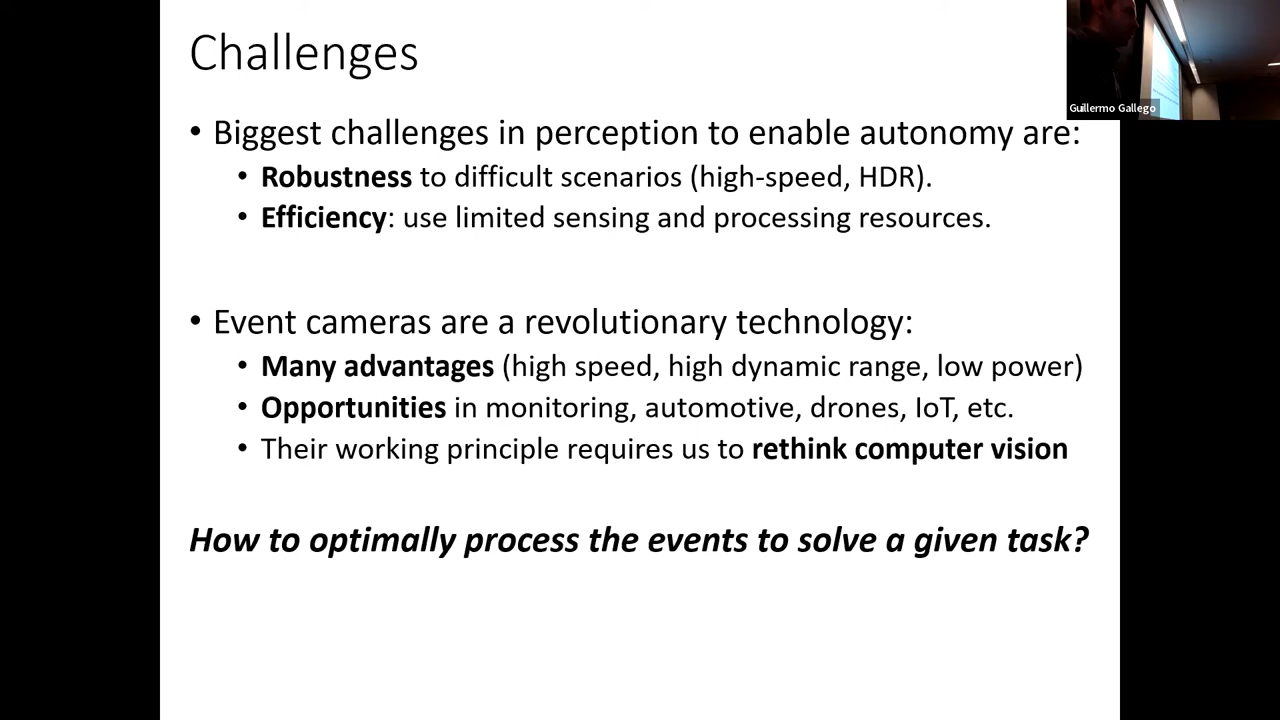 Challenges
Guillermo Gallego
• Biggest challenges in perception to enable autonomy are:
• Robustness to difficult scenarios (high-speed, HDR).
• Efficiency: use limited sensing and processing resources.
• Event cameras are a revolutionary technology:
• Many advantages (high speed, high dynamic range, low power)
• Opportunities in monitoring, automotive, drones, IoT, etc.
• Their working principle requires us to rethink computer vision
How to optimally process the events to solve a given task?